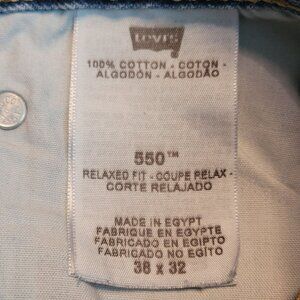 Levi's
100% COTTON - COTON -
ALGODÓN - ALGODÃO
550™
RELAXED FIT - COUPE RELAX -
CORTE RELAJADO
MADE IN EGYPT
FABRIQUE EN EGYPTE
FABRICADO EN EGIPTO
FABRICADO NO EGITO
38 x 32